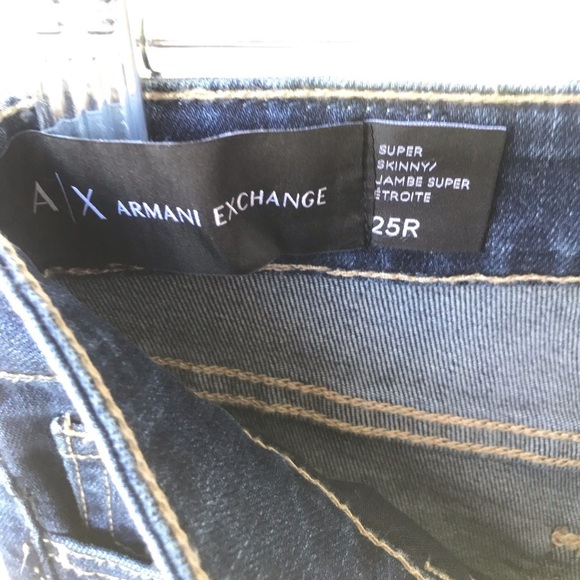 A|X ARMANI EXCHANGE
SUPER
SKINNY/
JAMBE SUPER
ÉTROITE
25R